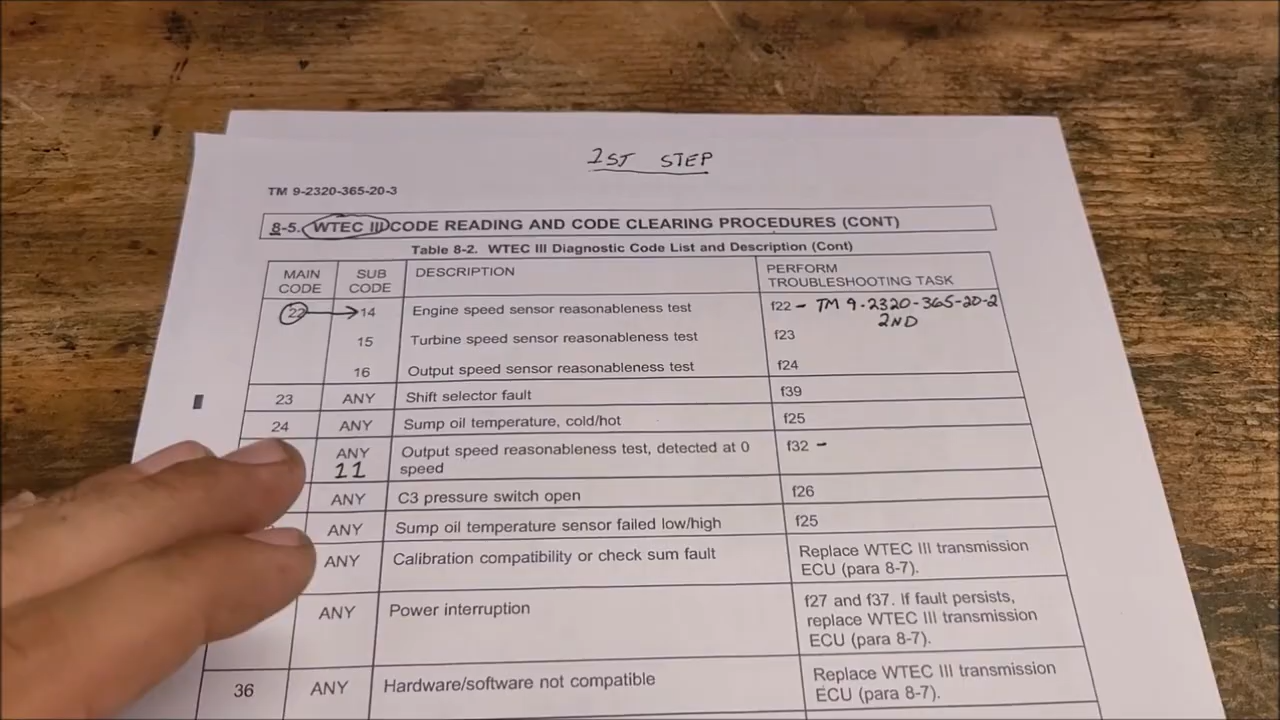 1ST STEP
TM 9-2320-365-20-3
8-5. WTEC III CODE READING AND CODE CLEARING PROCEDURES (CONT)
Table 8-2. WTEC III Diagnostic Code List and Description (Cont)
MAIN CODE SUB CODE DESCRIPTION PERFORM TROUBLESHOOTING TASK
22 14 Engine speed sensor reasonableness test f22 - TM 9-2320-365-20-2
2ND
15 Turbine speed sensor reasonableness test f23
16 Output speed sensor reasonableness test f24
23 ANY Shift selector fault f39
24 ANY Sump oil temperature, cold/hot f25
ANY Output speed reasonableness test, detected at 0 f32 -
11 speed
ANY C3 pressure switch open f26
ANY Sump oil temperature sensor failed low/high f25
ANY Calibration compatibility or check sum fault Replace WTEC III transmission
ECU (para 8-7).
ANY Power interruption f27 and f37. If fault persists,
replace WTEC III transmission
ECU (para 8-7).
36 ANY Hardware/software not compatible Replace WTEC III transmission
ECU (para 8-7).